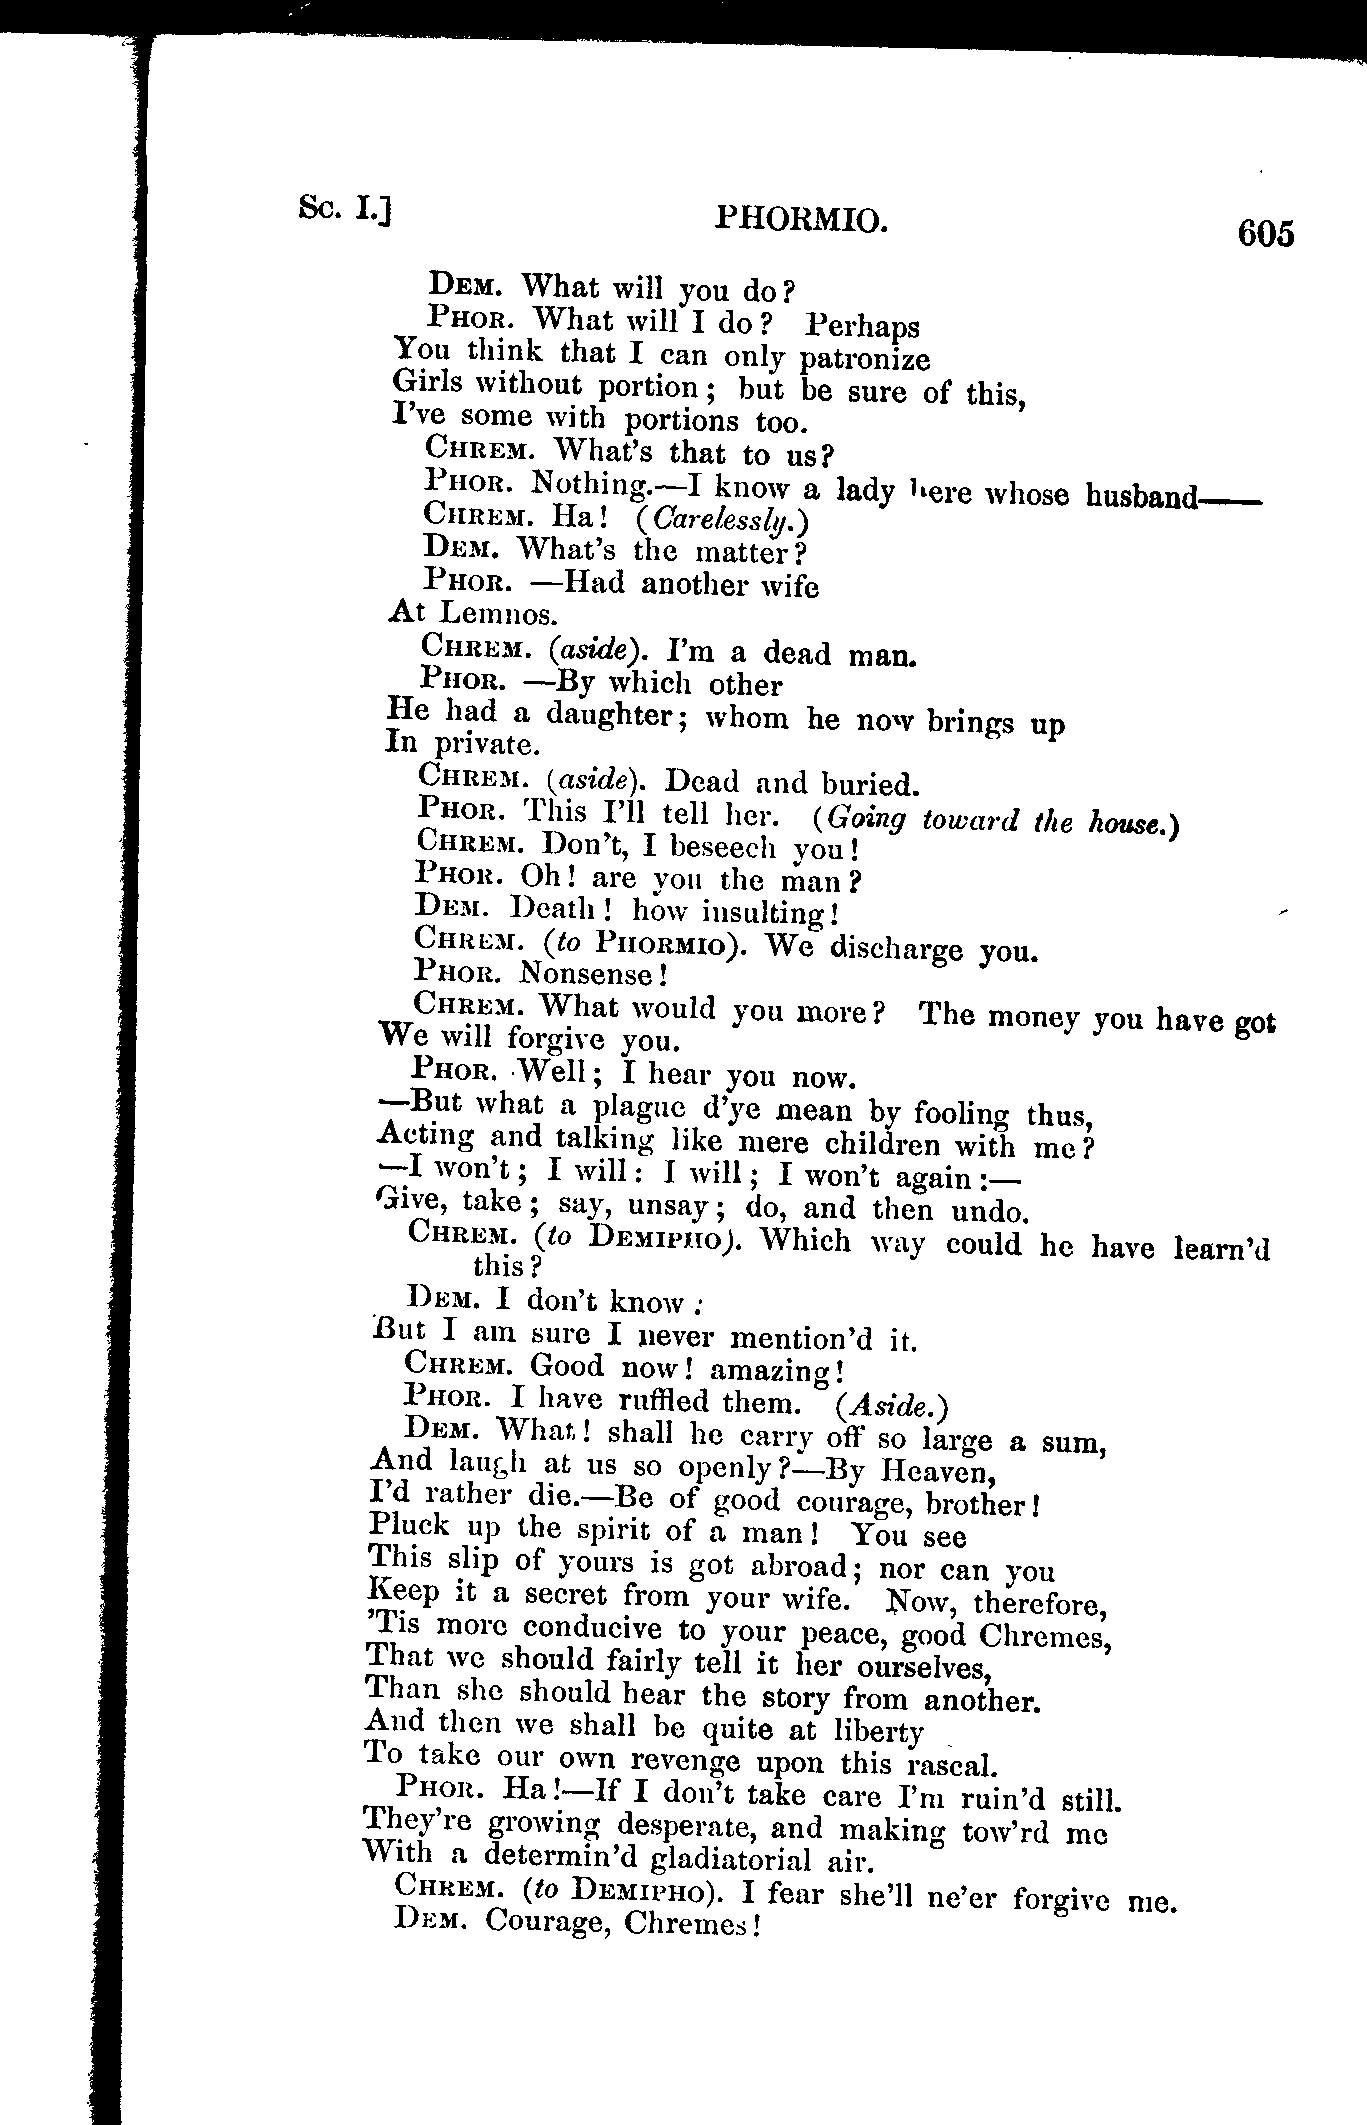 Sc. I.] PHORMIO. 605
DEM. What will you do?
PHOR. What will I do? Perhaps
You think that I can only patronize
Girls without portion; but be sure of this,
I've some with portions too.
CHREM. What's that to us?
PHOR. Nothing.—I know a lady here whose husband——
CHREM. Ha! (Carelessly.)
DEM. What's the matter?
PHOR. —Had another wife
At Lemnos.
CHREM. (aside). I'm a dead man.
PHOR. —By which other
He had a daughter; whom he now brings up
In private.
CHREM. (aside). Dead and buried.
PHOR. This I'll tell her. (Going toward the house.)
CHREM. Don't, I beseech you!
PHOR. Oh! are you the man?
DEM. Death! how insulting!
CHREM. (to PHORMIO). We discharge you.
PHOR. Nonsense!
CHREM. What would you more? The money you have got
We will forgive you.
PHOR. Well; I hear you now.
—But what a plague d'ye mean by fooling thus,
Acting and talking like mere children with me?
—I won't; I will: I will; I won't again:—
Give, take; say, unsay; do, and then undo.
CHREM. (to DEMIPHO). Which way could he have learn'd
this?
DEM. I don't know:
But I am sure I never mention'd it.
CHREM. Good now! amazing!
PHOR. I have ruffled them. (Aside.)
DEM. What! shall he carry off so large a sum,
And laugh at us so openly?—By Heaven,
I'd rather die.—Be of good courage, brother!
Pluck up the spirit of a man! You see
This slip of yours is got abroad; nor can you
Keep it a secret from your wife. Now, therefore,
'Tis more conducive to your peace, good Chremes,
That we should fairly tell it her ourselves,
Than she should hear the story from another.
And then we shall be quite at liberty
To take our own revenge upon this rascal.
PHOR. Ha!—If I don't take care I'm ruin'd still.
They're growing desperate, and making tow'rd me
With a determin'd gladiatorial air.
CHREM. (to DEMIPHO). I fear she'll ne'er forgive me.
DEM. Courage, Chremes!